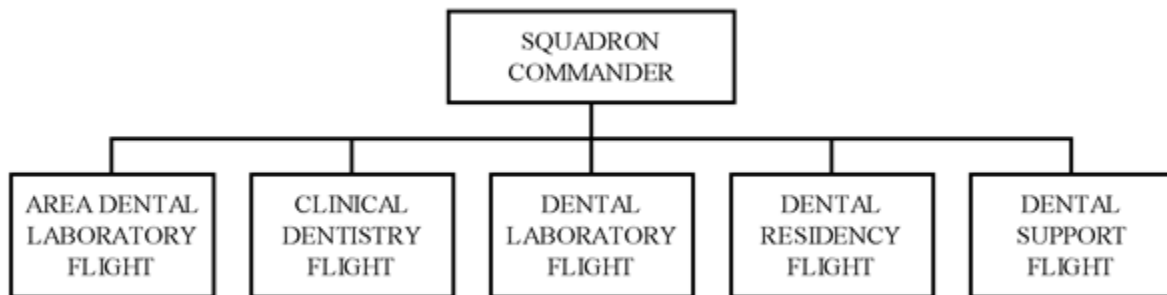 SQUADRON
COMMANDER
AREA DENTAL
LABORATORY
FLIGHT
CLINICAL
DENTISTRY
FLIGHT
DENTAL
LABORATORY
FLIGHT
DENTAL
RESIDENCY
FLIGHT
DENTAL
SUPPORT
FLIGHT